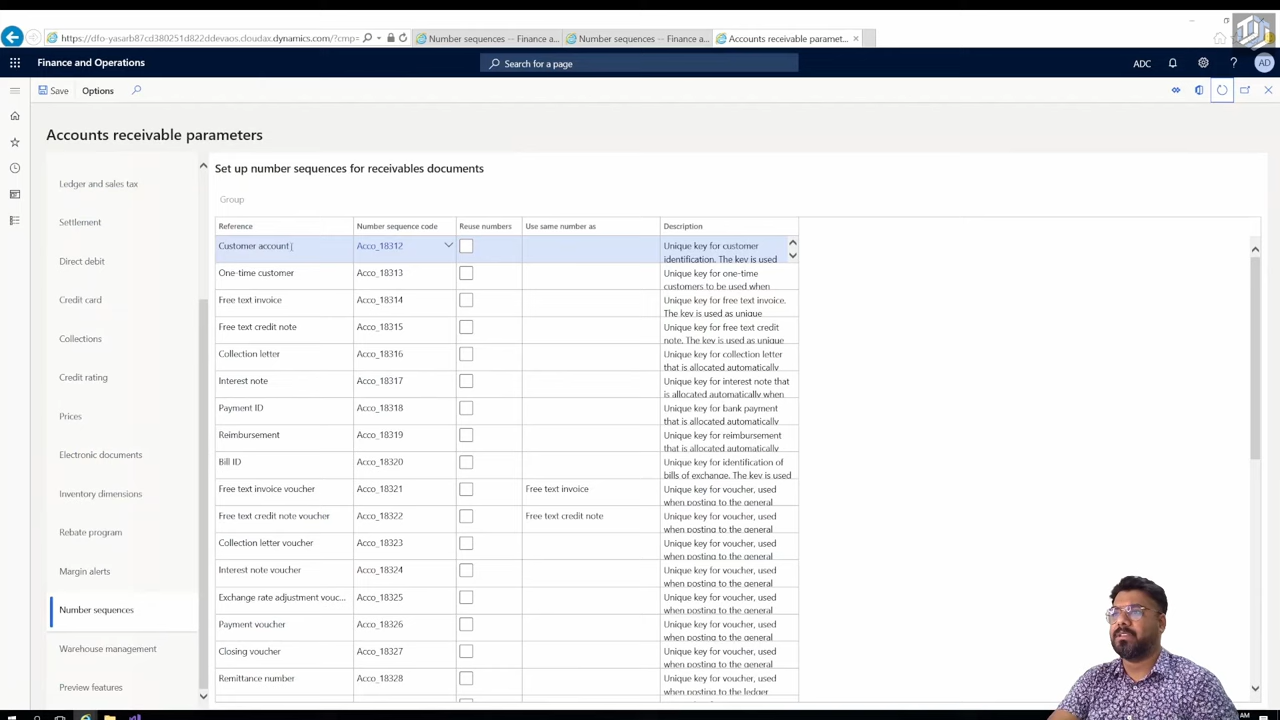 https://dfo-yasarb87cd380251d522ddevaos.cloudax.dynamics.com/?cmp=
Number sequences -- Finance a...
Number sequences -- Finance a...
Accounts receivable paramet...
Finance and Operations
Search for a page
ADC
?
AD
Save
Options
Accounts receivable parameters
Ledger and sales tax
Settlement
Direct debit
Credit card
Collections
Credit rating
Prices
Electronic documents
Inventory dimensions
Rebate program
Margin alerts
Number sequences
Warehouse management
Preview features
Set up number sequences for receivables documents
Group
Reference Number sequence code Reuse numbers Use same number as Description
Customer account Acco_18312 Unique key for customer
identification. The key is used
One-time customer Acco_18313 Unique key for one-time
customers to be used when
Free text invoice Acco_18314 Unique key for free text invoice.
The key is used as unique
Free text credit note Acco_18315 Unique key for free text credit
note. The key is used as unique
Collection letter Acco_18316 Unique key for collection letter
that is allocated automatically
Interest note Acco_18317 Unique key for interest note that
is allocated automatically when
Payment ID Acco_18318 Unique key for bank payment
that is allocated automatically
Reimbursement Acco_18319 Unique key for reimbursement
that is allocated automatically
Bill ID Acco_18320 Unique key for identification of
bills of exchange. The key is used
Free text invoice voucher Acco_18321 Free text invoice Unique key for voucher, used
when posting to the general
Free text credit note voucher Acco_18322 Free text credit note Unique key for voucher, used
when posting to the general
Collection letter voucher Acco_18323 Unique key for voucher, used
when posting to the general
Interest note voucher Acco_18324 Unique key for voucher, used
when posting to the general
Exchange rate adjustment vouc... Acco_18325 Unique key for voucher, used
when posting to the general
Payment voucher Acco_18326 Unique key for voucher, used
when posting to the general
Closing voucher Acco_18327 Unique key for voucher, used
when posting to the general
Remittance number Acco_18328 Unique key for voucher, used
when posting to the ledger
AM